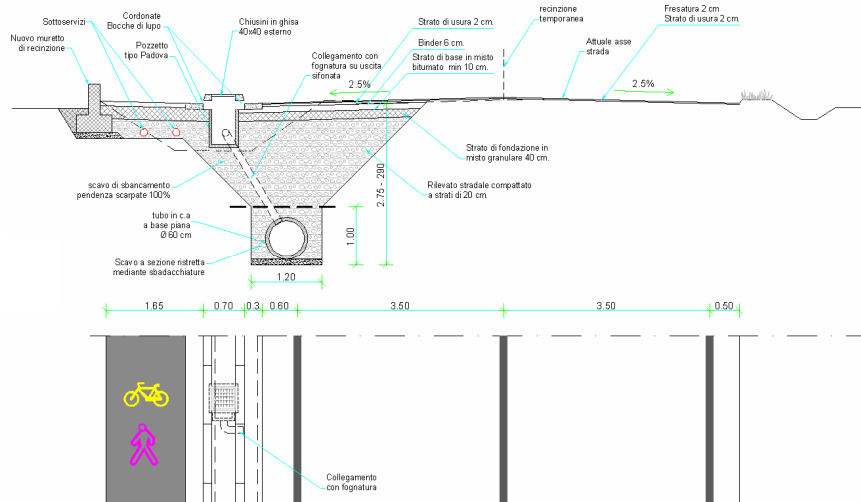 Sottoservizi
Cordonate
Bocche di lupo
Chiusini in ghisa
40x40 esterno
Nuovo muretto
di recinzione
Pozzetto
tipo Padova
Collegamento con
fognatura su uscita
sifonata
Strato di usura 2 cm.
Binder 6 cm.
Strato di base in misto
bitumato min 10 cm.
recinzione
temporanea
Fresatura 2 cm
Strato di usura 2 cm.
Attuale asse
strada
2.5%
2.5%
Strato di fondazione in
misto granulare 40 cm.
scavo di sbancamento
pendenza scarpate 100%
Rilevato stradale compattato
a strati di 20 cm.
2.75 - 290
tubo in c.a
a base piana
Ø 60 cm
1.00
Scavo a sezione ristretta
mediante sbadacchiature
1.20
1.65
0.70
0.3
0.60
3.50
3.50
0.50
Collegamento
con fognatura